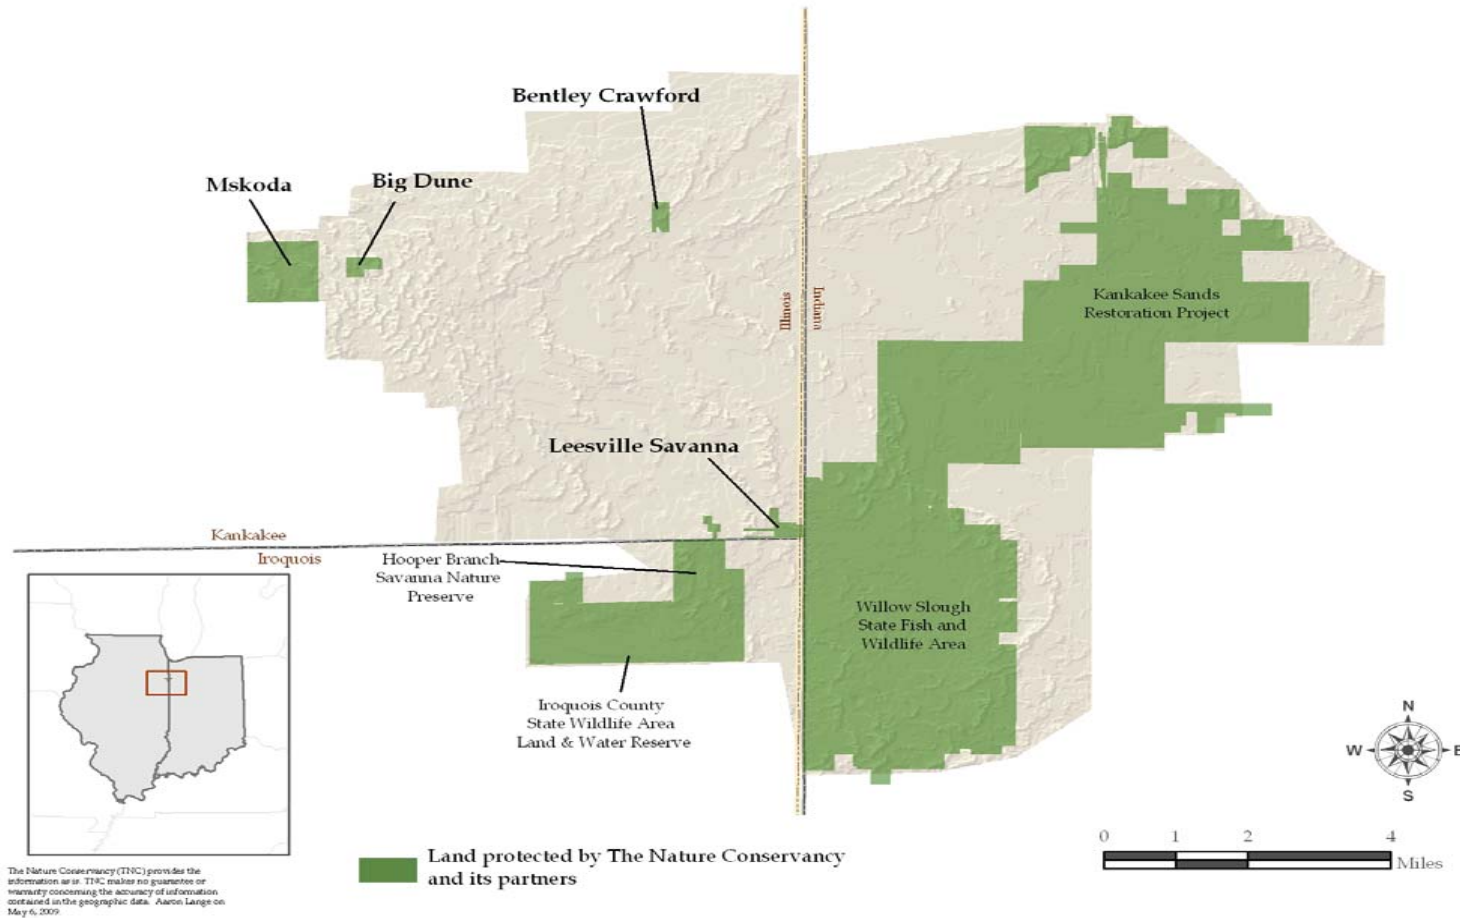 Bentley Crawford
Mskoda
Big Dune
Illinois
Indiana
Kankakee Sands
Restoration Project
Leesville Savanna
Kankakee
Iroquois
Hooper Branch
Savanna Nature
Preserve
Willow Slough
State Fish and
Wildlife Area
Iroquois County
State Wildlife Area
Land & Water Reserve
N
W
E
S
0 1 2 4
Miles
Land protected by The Nature Conservancy
and its partners
The Nature Conservancy (TNC) provides the
information as is. TNC makes no guarantee or
warranty concerning the accuracy of information
contained in the geographic data. Aaron Lange on
May 6, 2009